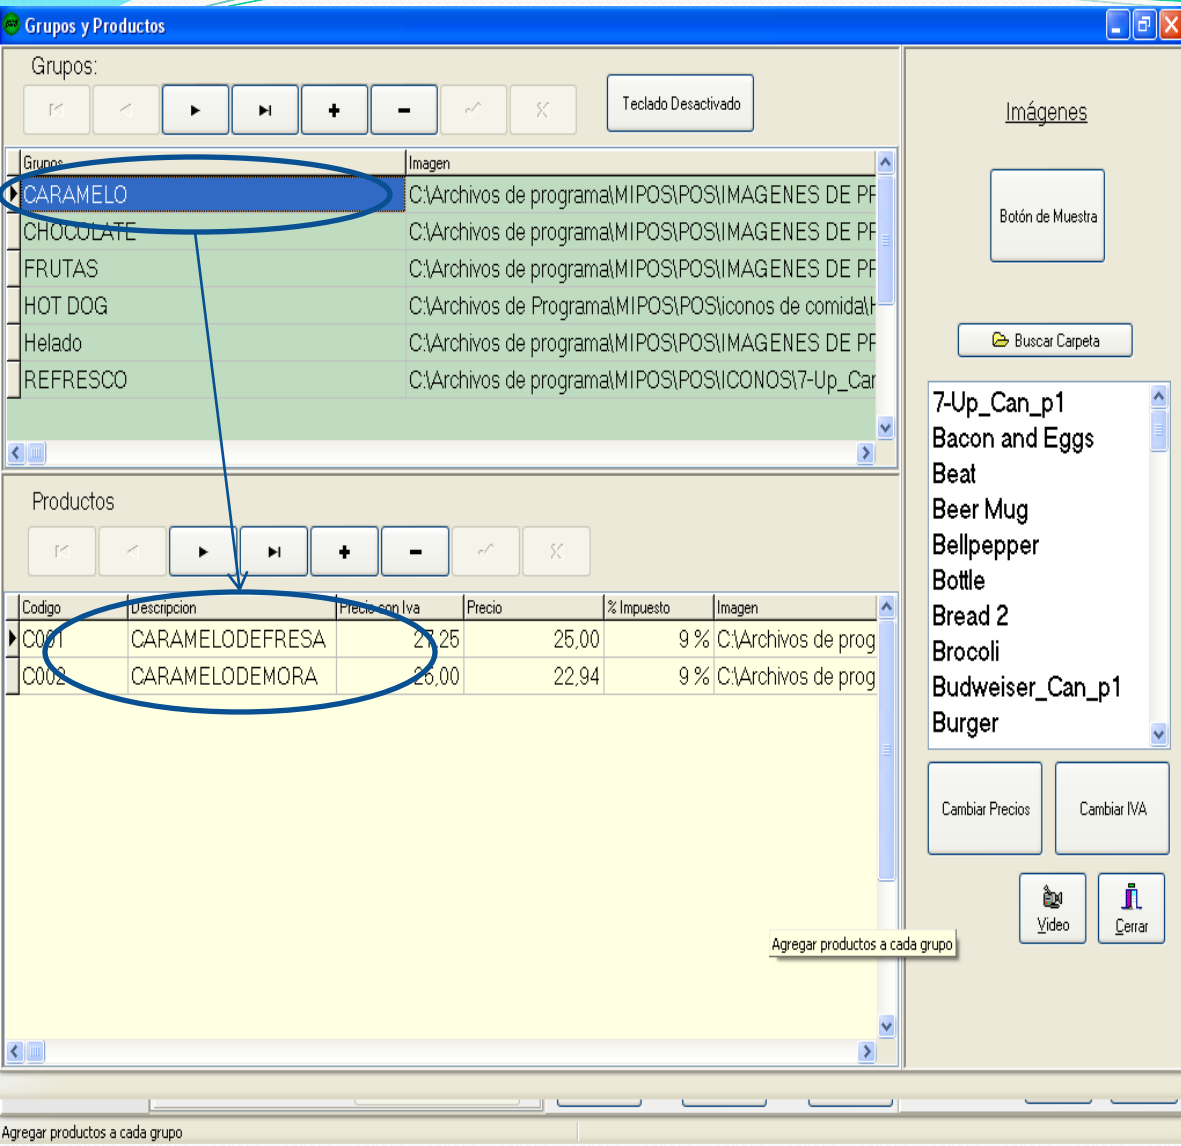 Grupos y Productos
Grupos:
Teclado Desactivado
Grupos Imagen
CARAMELO C:\Archivos de programa\MIPOS\POS\IMAGENES DE PF
CHOCOLATE C:\Archivos de programa\MIPOS\POS\IMAGENES DE PF
FRUTAS C:\Archivos de programa\MIPOS\POS\IMAGENES DE PF
HOT DOG C:\Archivos de Programa\MIPOS\POS\iconos de comida\H
Helado C:\Archivos de programa\MIPOS\POS\IMAGENES DE PF
REFRESCO C:\Archivos de programa\MIPOS\POS\ICONOS\7-Up_Car
Productos
Codigo Descripcion Precio con Iva Precio % Impuesto Imagen
C001 CARAMELODEFRESA 27,25 25,00 9 % C:\Archivos de prog
C002 CARAMELODEMORA 25,00 22,94 9 % C:\Archivos de prog
Imágenes
Botón de Muestra
Buscar Carpeta
7-Up_Can_p1
Bacon and Eggs
Beat
Beer Mug
Bellpepper
Bottle
Bread 2
Brocoli
Budweiser_Can_p1
Burger
Cambiar Precios
Cambiar IVA
Video
Cerrar
Agregar productos a cada grupo
Agregar productos a cada grupo